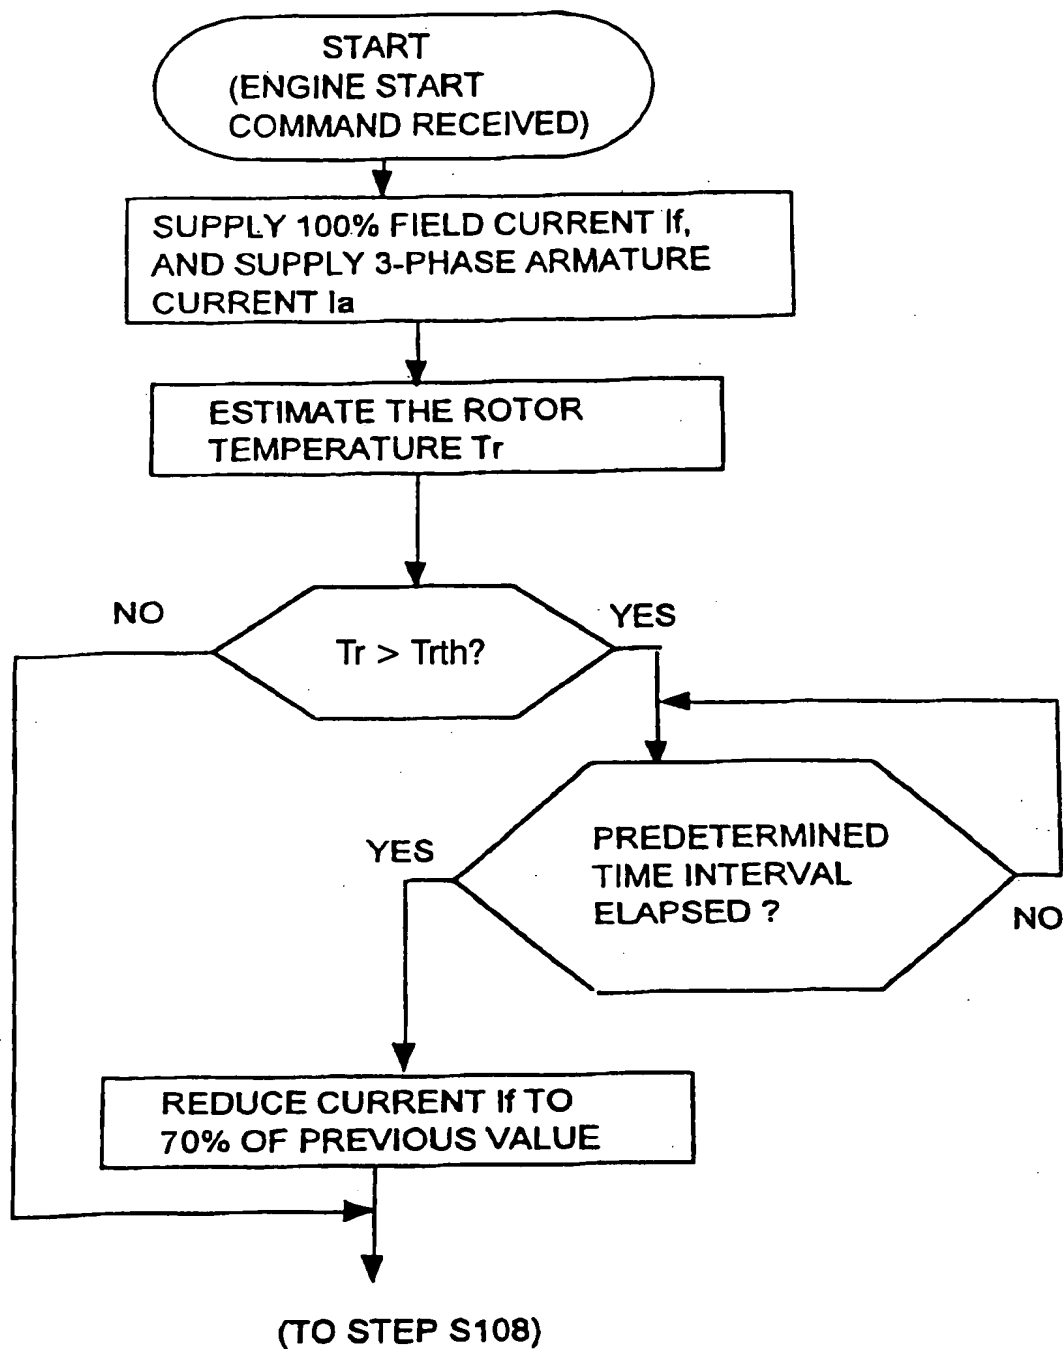 START
(ENGINE START
COMMAND RECEIVED)
SUPPLY 100% FIELD CURRENT If,
AND SUPPLY 3-PHASE ARMATURE
CURRENT Ia
ESTIMATE THE ROTOR
TEMPERATURE Tr
NO
YES
Tr > Trth?
YES
PREDETERMINED
TIME INTERVAL
ELAPSED ?
NO
REDUCE CURRENT If TO
70% OF PREVIOUS VALUE
(TO STEP S108)